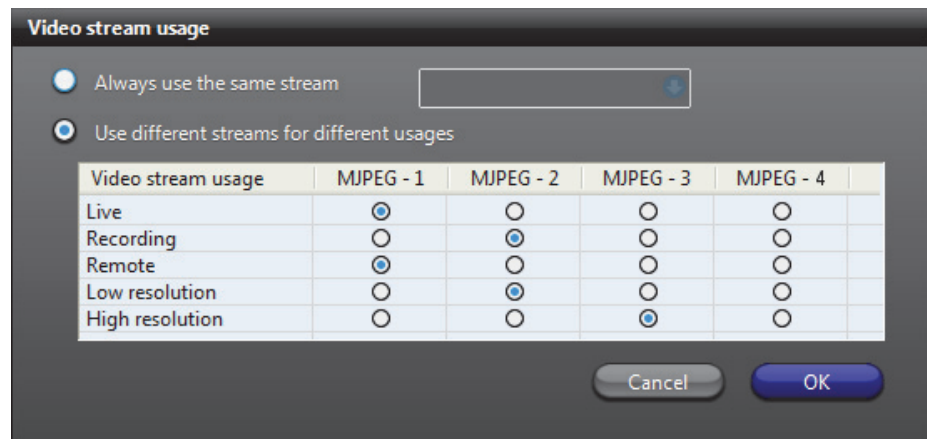 Video stream usage
Always use the same stream
Use different streams for different usages
Video stream usage MJPEG - 1 MJPEG - 2 MJPEG - 3 MJPEG - 4
Live
Recording
Remote
Low resolution
High resolution
Cancel OK